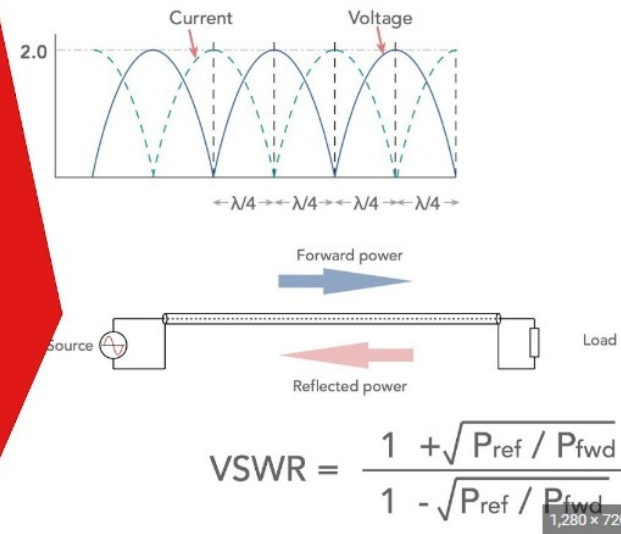 Current Voltage
2.0
λ/4 λ/4 λ/4 λ/4
Forward power
Source Load
Reflected power
VSWR = 1 +√Pref / Pfwd
1 -√Pref / Pfwd
1,280 × 72